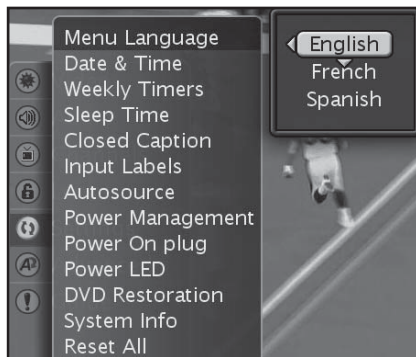 Menu Language
Date & Time
Weekly Timers
Sleep Time
Closed Caption
Input Labels
Autosource
Power Management
Power On plug
Power LED
DVD Restoration
System Info
Reset All
English
French
Spanish